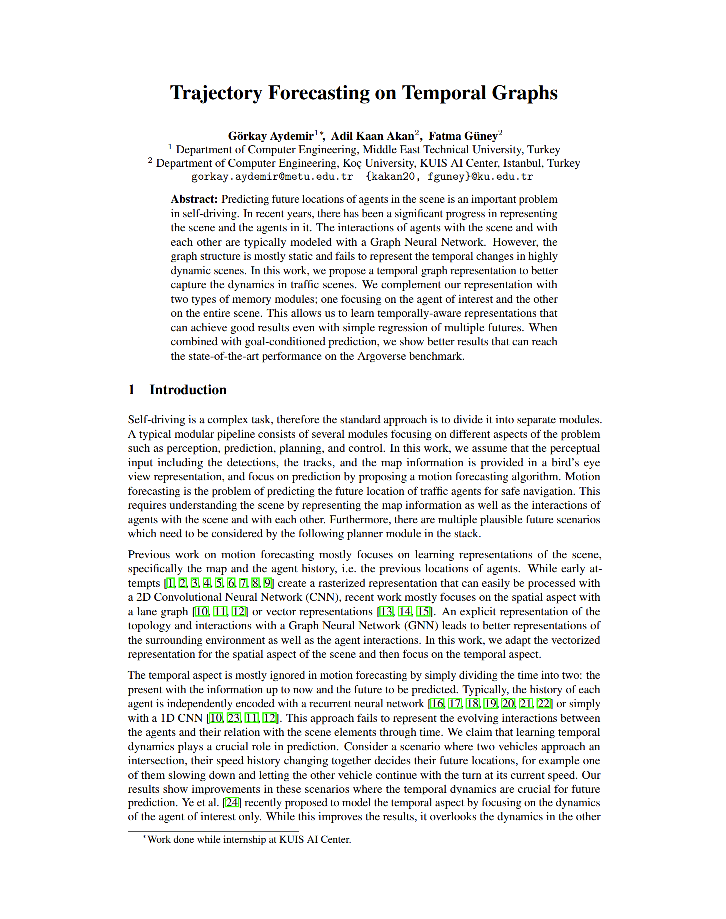 Trajectory Forecasting on Temporal Graphs
Görkay Aydemir1*, Adil Kaan Akan2, Fatma Güney2
1 Department of Computer Engineering, Middle East Technical University, Turkey
2 Department of Computer Engineering, Koç University, KUIS AI Center, Istanbul, Turkey
gorkay.aydemir@metu.edu.tr {kakan20, fguney}@ku.edu.tr
Abstract: Predicting future locations of agents in the scene is an important problem
in self-driving. In recent years, there has been a significant progress in representing
the scene and the agents in it. The interactions of agents with the scene and with
each other are typically modeled with a Graph Neural Network. However, the
graph structure is mostly static and fails to represent the temporal changes in highly
dynamic scenes. In this work, we propose a temporal graph representation to better
capture the dynamics in traffic scenes. We complement our representation with
two types of memory modules; one focusing on the agent of interest and the other
on the entire scene. This allows us to learn temporally-aware representations that
can achieve good results even with simple regression of multiple futures. When
combined with goal-conditioned prediction, we show better results that can reach
the state-of-the-art performance on the Argoverse benchmark.
1 Introduction
Self-driving is a complex task, therefore the standard approach is to divide it into separate modules.
A typical modular pipeline consists of several modules focusing on different aspects of the problem
such as perception, prediction, planning, and control. In this work, we assume that the perceptual
input including the detections, the tracks, and the map information is provided in a bird's eye
view representation, and focus on prediction by proposing a motion forecasting algorithm. Motion
forecasting is the problem of predicting the future location of traffic agents for safe navigation. This
requires understanding the scene by representing the map information as well as the interactions of
agents with the scene and with each other. Furthermore, there are multiple plausible future scenarios
which need to be considered by the following planner module in the stack.
Previous work on motion forecasting mostly focuses on learning representations of the scene,
specifically the map and the agent history, i.e. the previous locations of agents. While early at-
tempts [1, 2, 3, 4, 5, 6, 7, 8, 9] create a rasterized representation that can easily be processed with
a 2D Convolutional Neural Network (CNN), recent work mostly focuses on the spatial aspect with
a lane graph [10, 11, 12] or vector representations [13, 14, 15]. An explicit representation of the
topology and interactions with a Graph Neural Network (GNN) leads to better representations of
the surrounding environment as well as the agent interactions. In this work, we adapt the vectorized
representation for the spatial aspect of the scene and then focus on the temporal aspect.
The temporal aspect is mostly ignored in motion forecasting by simply dividing the time into two: the
present with the information up to now and the future to be predicted. Typically, the history of each
agent is independently encoded with a recurrent neural network [16, 17, 18, 19, 20, 21, 22] or simply
with a 1D CNN [10, 23, 11, 12]. This approach fails to represent the evolving interactions between
the agents and their relation with the scene elements through time. We claim that learning temporal
dynamics plays a crucial role in prediction. Consider a scenario where two vehicles approach an
intersection, their speed history changing together decides their future locations, for example one
of them slowing down and letting the other vehicle continue with the turn at its current speed. Our
results show improvements in these scenarios where the temporal dynamics are crucial for future
prediction. Ye et al. [24] recently proposed to model the temporal aspect by focusing on the dynamics
of the agent of interest only. While this improves the results, it overlooks the dynamics in the other
*Work done while internship at KUIS AI Center.